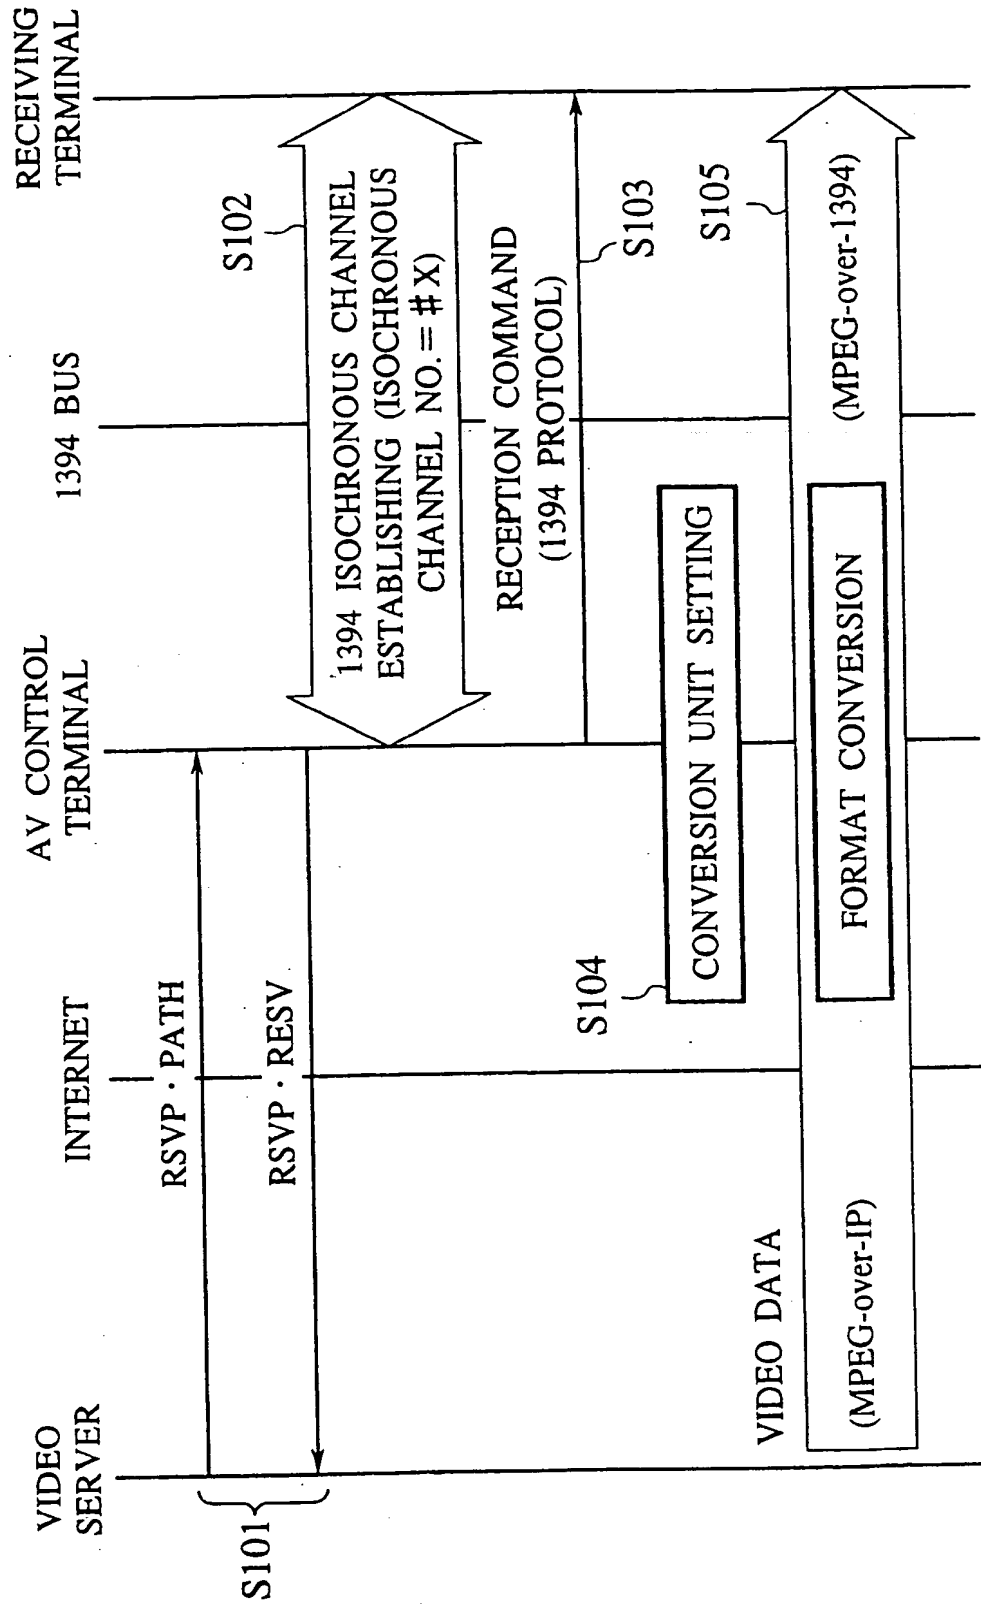 VIDEO
SERVER
INTERNET
AV CONTROL
TERMINAL
1394 BUS
RECEIVING
TERMINAL
S101
RSVP · PATH
RSVP · RESV
S102
1394 ISOCHRONOUS CHANNEL
ESTABLISHING (ISOCHRONOUS
CHANNEL NO. = # X)
RECEPTION COMMAND
(1394 PROTOCOL)
S103
S104
CONVERSION UNIT SETTING
S105
VIDEO DATA
(MPEG-over-IP)
FORMAT CONVERSION
(MPEG-over-1394)